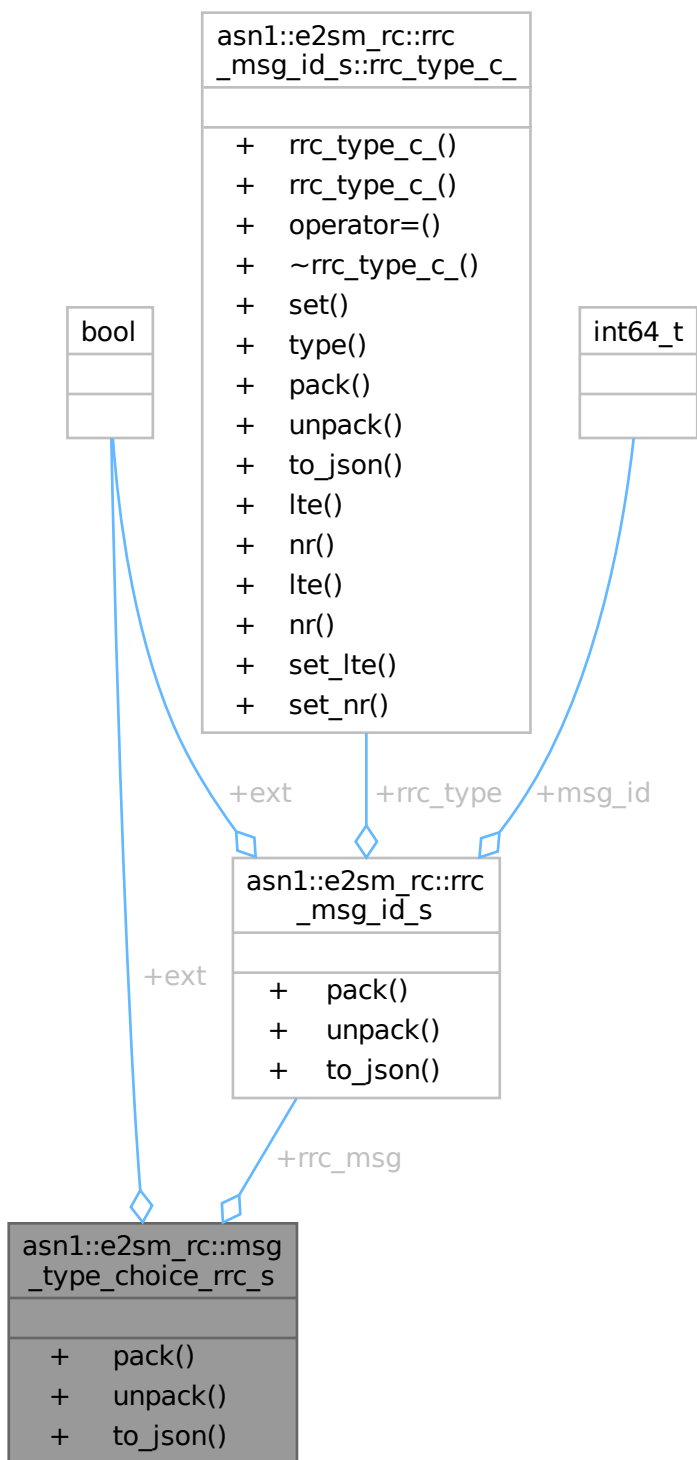 asn1::e2sm_rc::rrc
_msg_id_s::rrc_type_c_
+ rrc_type_c_()
+ rrc_type_c_()
+ operator=()
+ ~rrc_type_c_()
+ set()
+ type()
+ pack()
+ unpack()
+ to_json()
+ lte()
+ nr()
+ lte()
+ nr()
+ set_lte()
+ set_nr()
bool
int64_t
+ext
+rrc_type
+msg_id
asn1::e2sm_rc::rrc
_msg_id_s
+ pack()
+ unpack()
+ to_json()
+ext
+rrc_msg
asn1::e2sm_rc::msg
_type_choice_rrc_s
+ pack()
+ unpack()
+ to_json()